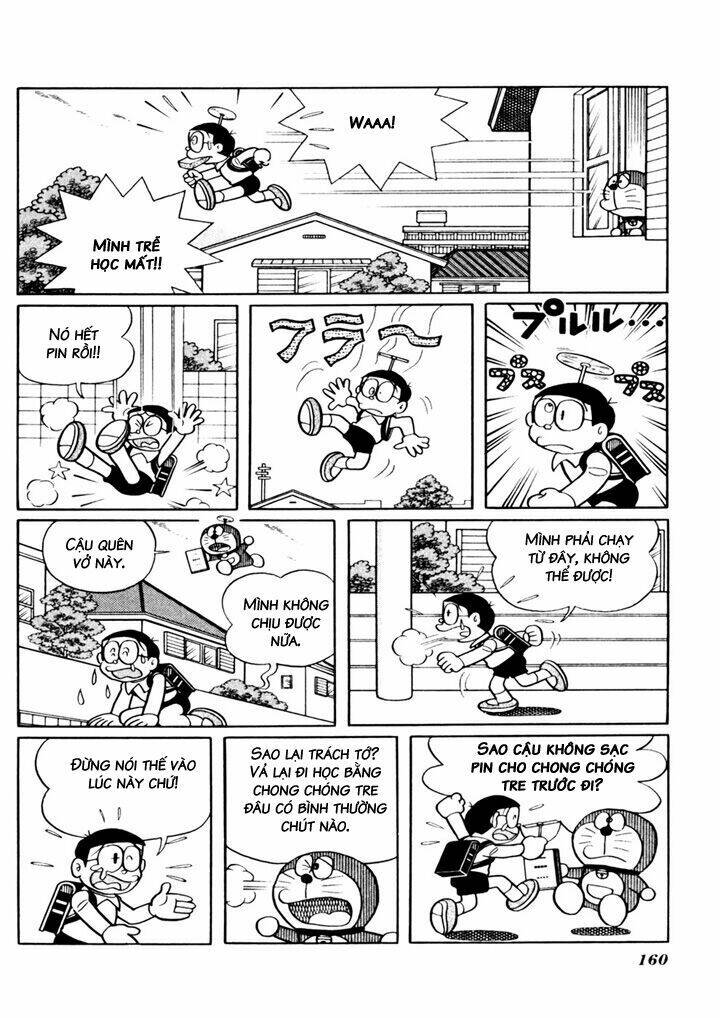 WAAA!
MÌNH TRỄ
HỌC MẤT!!
プルル...
プス
プス
フラ〜
NÓ HẾT
PIN RỒI!!
MÌNH PHẢI CHẠY
TỪ ĐÂY, KHÔNG
THỂ ĐƯỢC!
MÌNH KHÔNG
CHỊU ĐƯỢC
NỮA.
CẬU QUÊN
VỞ NÀY.
SAO CẬU KHÔNG SẠC
PIN CHO CHONG CHÓNG
TRE TRƯỚC ĐI?
SAO LẠI TRÁCH TỚ?
VẢ LẠI ĐI HỌC BẰNG
CHONG CHÓNG TRE
ĐÂU CÓ BÌNH THƯỜNG
CHÚT NÀO.
ĐỪNG NÓI THẾ VÀO
LÚC NÀY CHỨ!
160